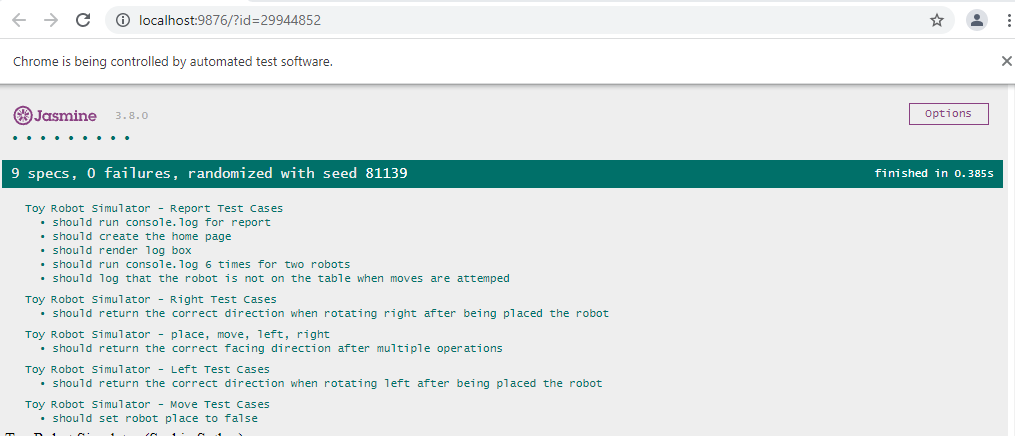 localhost:9876/?id=29944852
Chrome is being controlled by automated test software.
Jasmine 3.8.0
Options
9 specs, 0 failures, randomized with seed 81139
finished in 0.385s
Toy Robot Simulator - Report Test Cases
• should run console.log for report
• should create the home page
• should render log box
• should run console.log 6 times for two robots
• should log that the robot is not on the table when moves are attemped
Toy Robot Simulator - Right Test Cases
• should return the correct direction when rotating right after being placed the robot
Toy Robot Simulator - place, move, left, right
• should return the correct facing direction after multiple operations
Toy Robot Simulator - Left Test Cases
• should return the correct direction when rotating left after being placed the robot
Toy Robot Simulator - Move Test Cases
• should set robot place to false